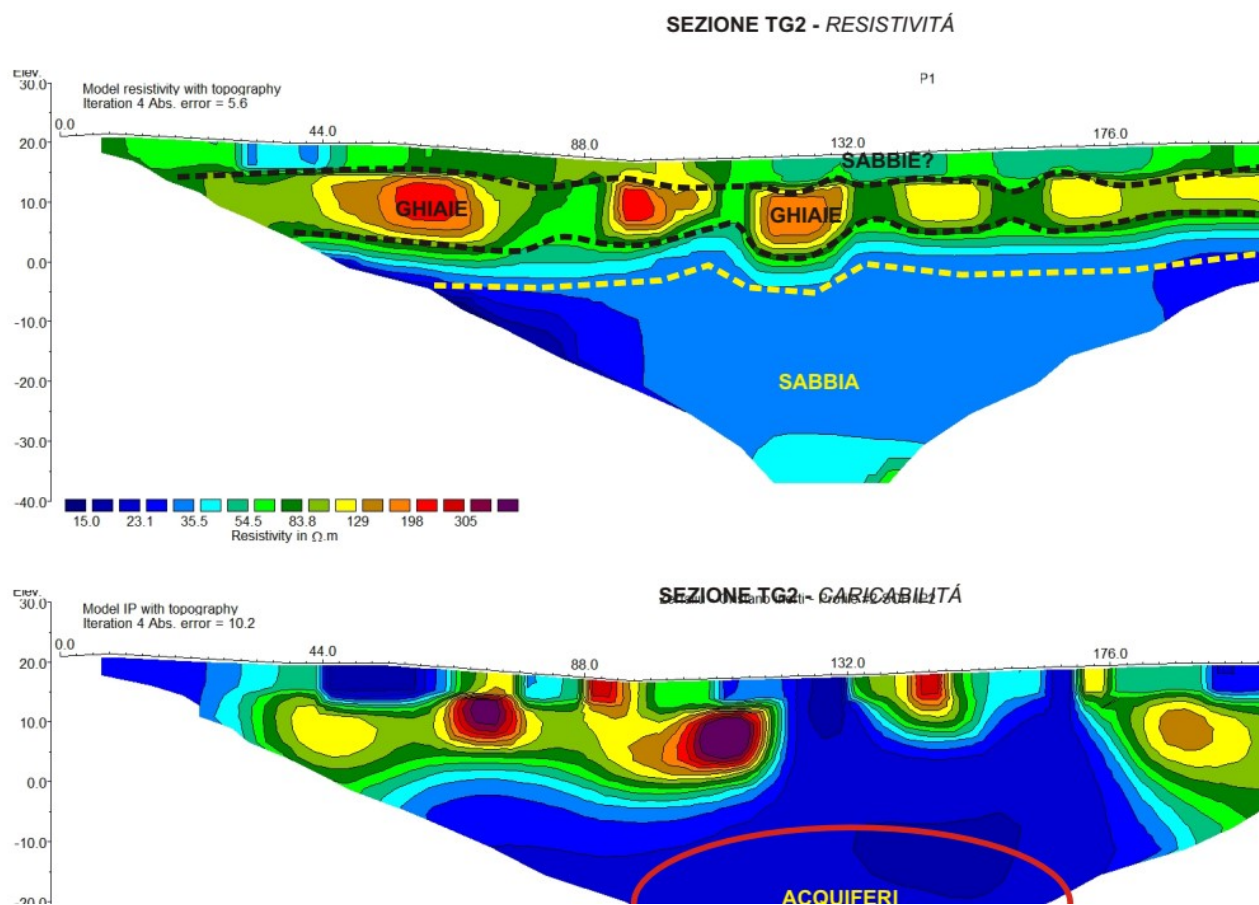 SEZIONE TG2 - RESISTIVITÁ
Elev.
30.0
Model resistivity with topography
Iteration 4 Abs. error = 5.6
P1
0.0
44.0
88.0
132.0
176.0
20.0
SABBIE?
10.0
GHIAIE
GHIAIE
0.0
-10.0
SABBIA
-20.0
-30.0
-40.0
15.0 23.1 35.5 54.5 83.8 129 198 305
Resistivity in Ω.m
SEZIONE TG2 - CARICABILITÁ
Elev.
30.0
Model IP with topography
Iteration 4 Abs. error = 10.2
0.0
44.0
88.0
132.0
176.0
20.0
10.0
0.0
-10.0
ACQUIFERI
-20.0